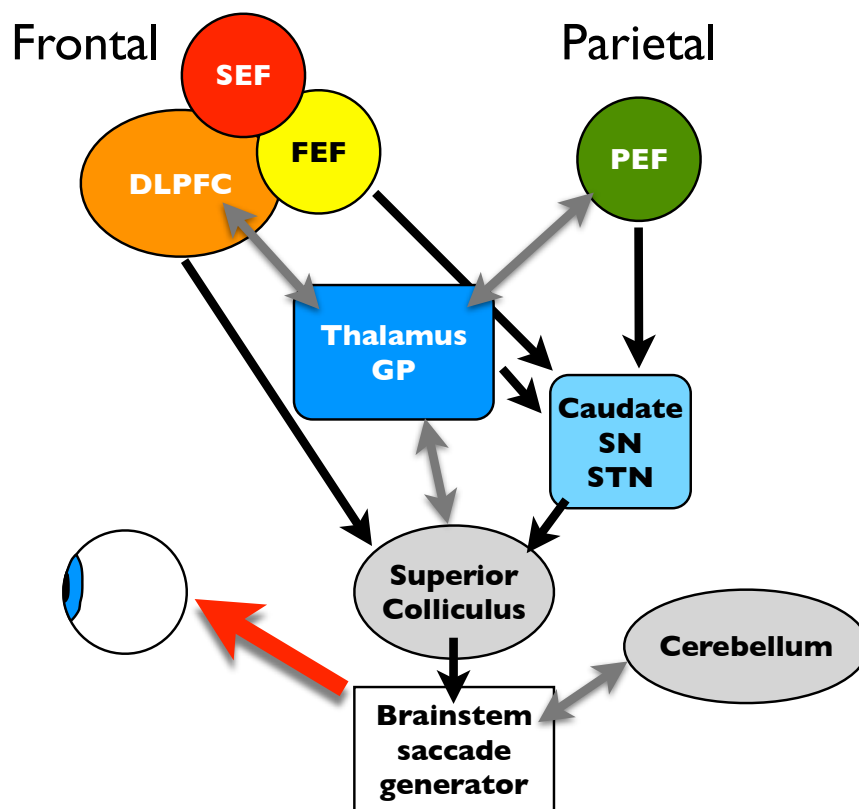 Frontal
Parietal
SEF
FEF
DLPFC
PEF
Thalamus
GP
Caudate
SN
STN
Superior
Colliculus
Cerebellum
Brainstem
saccade
generator